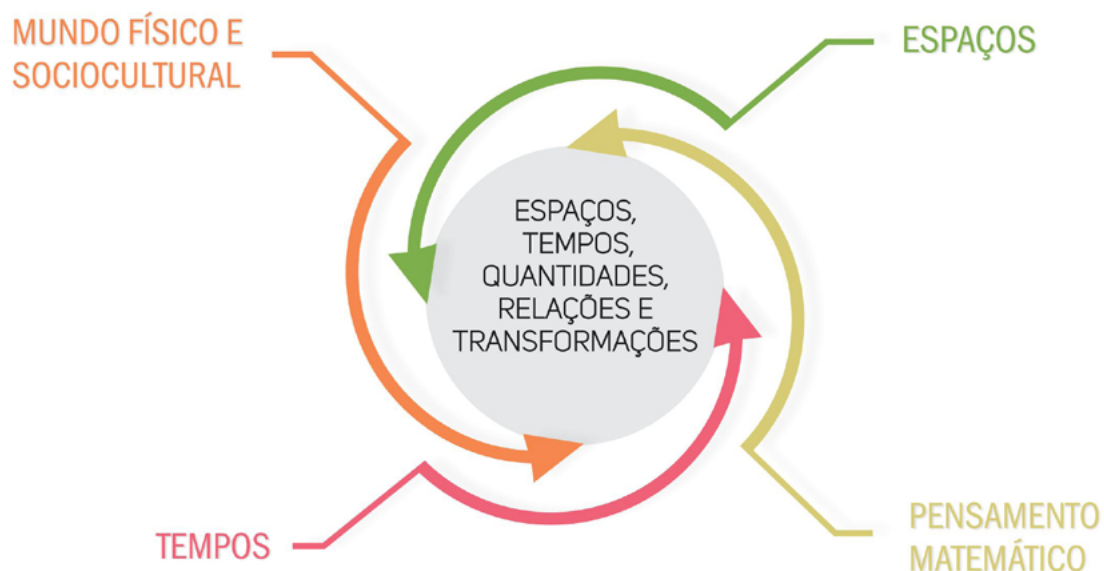 MUNDO FÍSICO E
SOCIOCULTURAL
ESPAÇOS
ESPAÇOS,
TEMPOS,
QUANTIDADES,
RELAÇÕES E
TRANSFORMAÇÕES
TEMPOS
PENSAMENTO
MATEMÁTICO